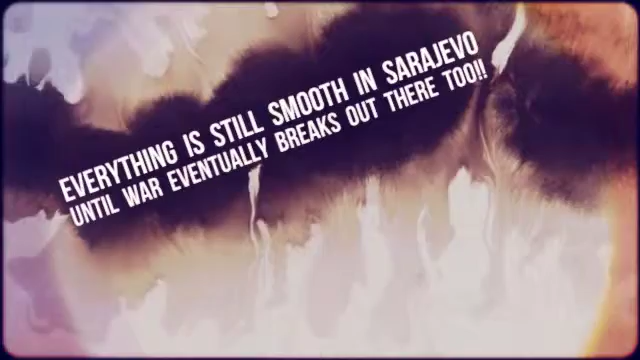 EVERYTHING IS STILL SMOOTH IN SARAJEVO
UNTIL WAR EVENTUALLY BREAKS OUT THERE TOO!!